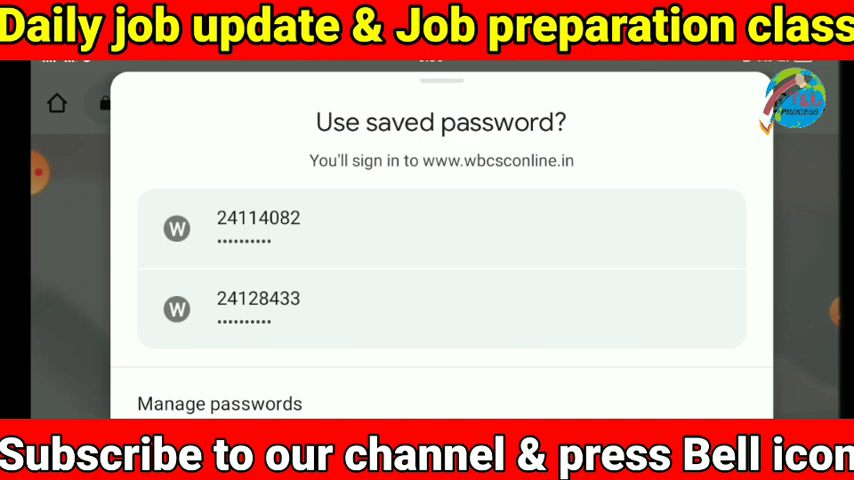 Daily job update & Job preparation class
Use saved password?
You'll sign in to www.wbcsconline.in
W
24114082
••••••••••
W
24128433
••••••••••
Manage passwords
Subscribe to our channel & press Bell icon